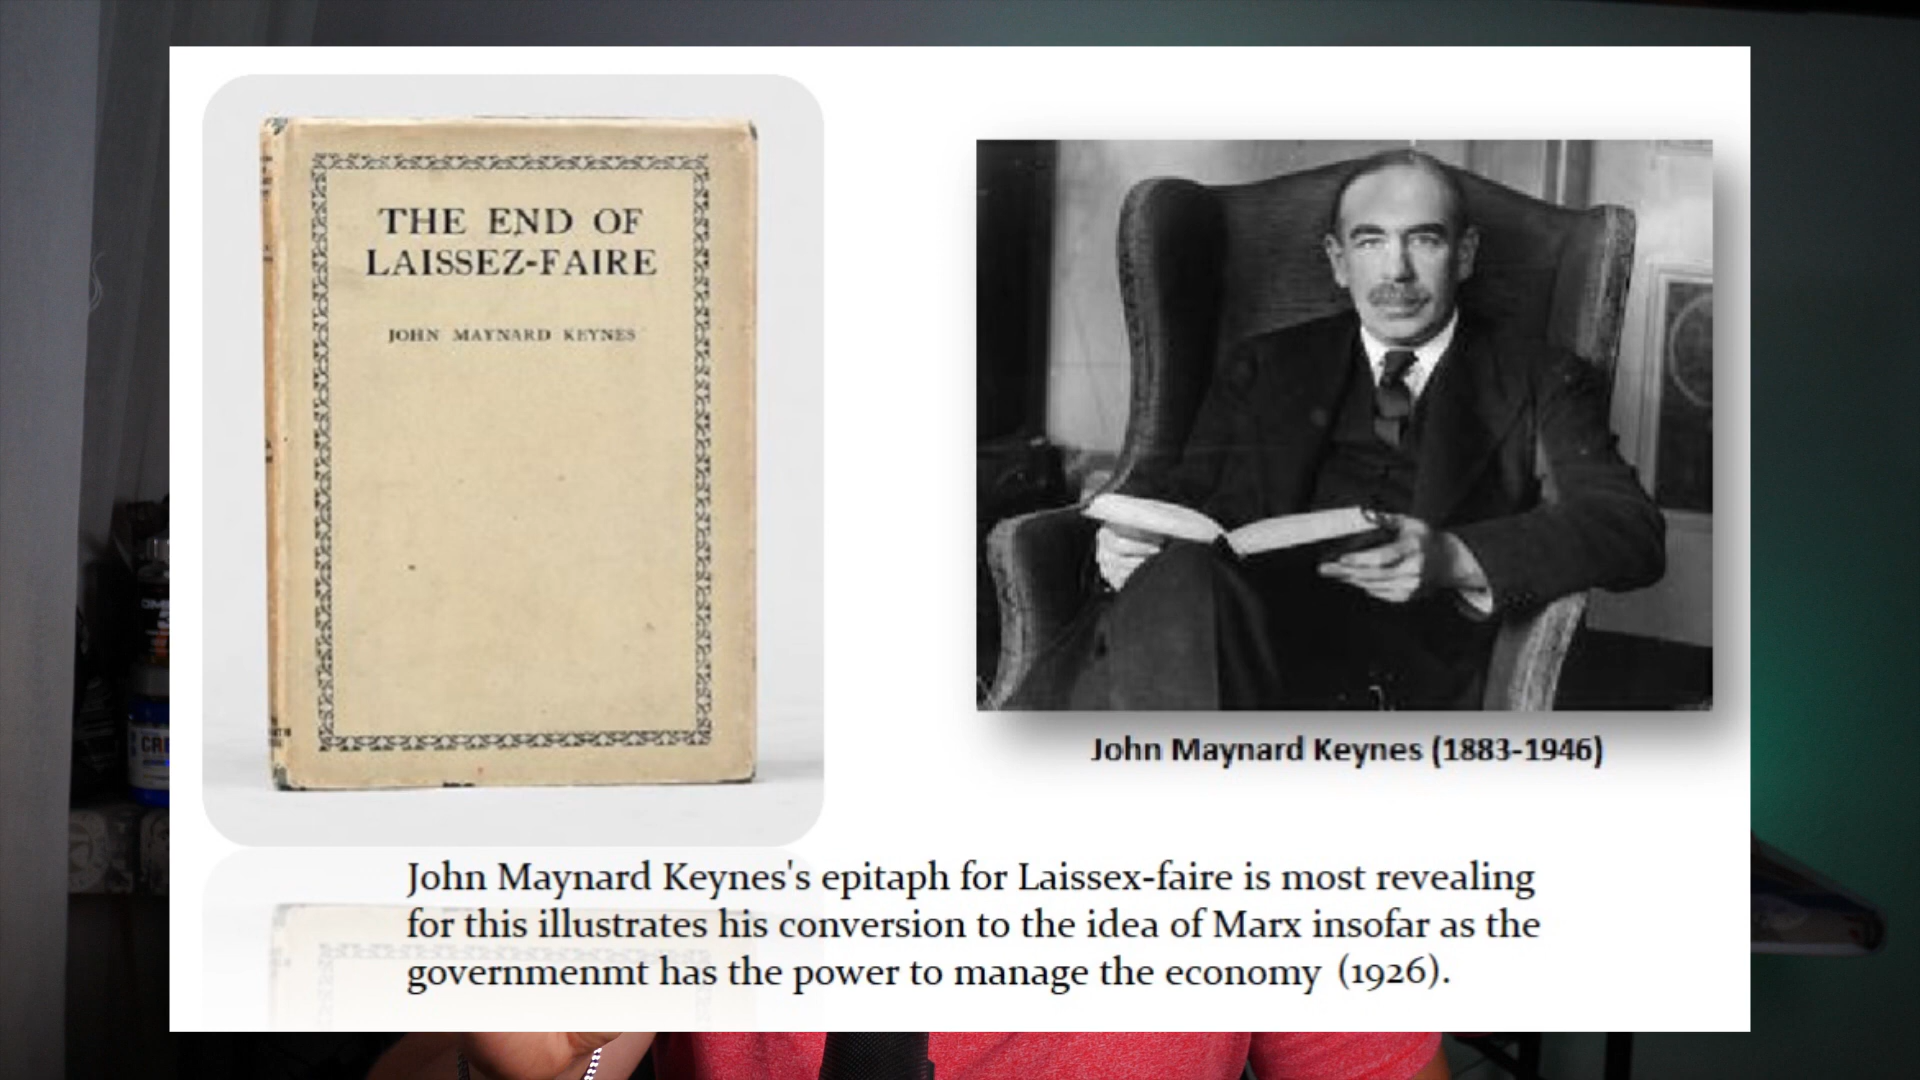 THE END OF
LAISSEZ-FAIRE
JOHN MAYNARD KEYNES
John Maynard Keynes (1883-1946)
John Maynard Keynes's epitaph for Laissex-faire is most revealing
for this illustrates his conversion to the idea of Marx insofar as the
governmenmt has the power to manage the economy (1926).